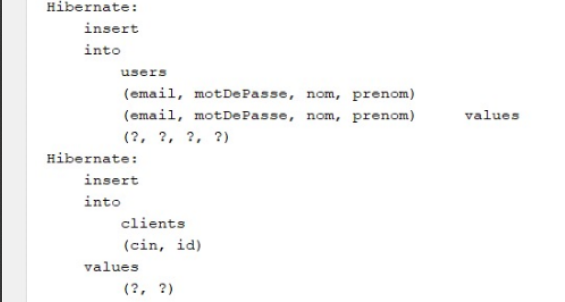 Hibernate:
insert
into
users
(email, motDePasse, nom, prenom)
(email, motDePasse, nom, prenom) values
(?, ?, ?, ?)
Hibernate:
insert
into
clients
(cin, id)
values
(?, ?)